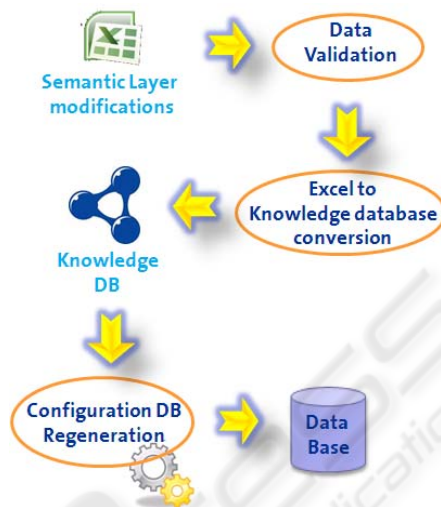 Semantic Layer
modifications
Data
Validation
Excel to
Knowledge database
conversion
Knowledge
DB
Configuration DB
Regeneration
Data
Base